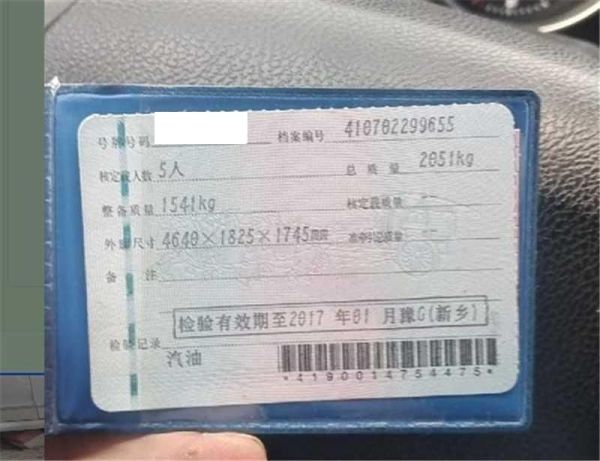 号牌号码 档案编号 410702299655
核定载人数 5人 总质量 2051kg
整备质量 1541kg 核定载质量 --
外廓尺寸 4640×1825×1745mm 准牵引总质量 --
备注
检验有效期至2017年01月豫G(新乡)
检验记录
汽油
*4190014754475*